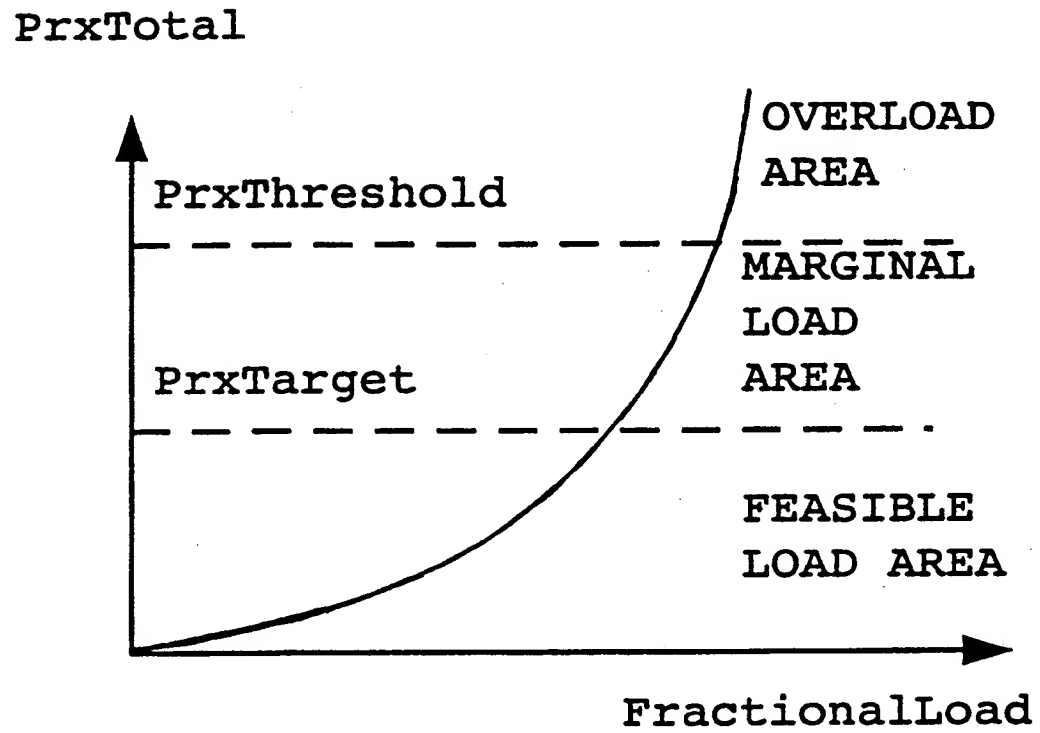 PrxTotal
OVERLOAD
AREA
PrxThreshold
MARGINAL
LOAD
AREA
PrxTarget
FEASIBLE
LOAD AREA
FractionalLoad